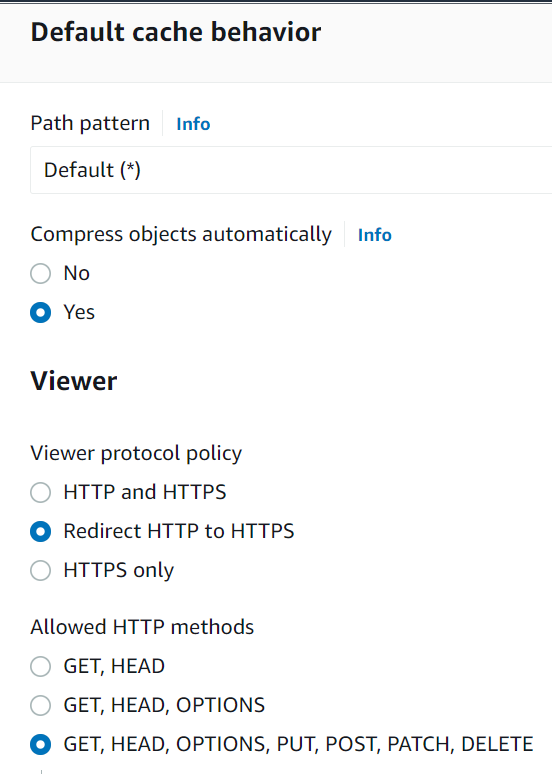 Default cache behavior
Path pattern Info
Default (*)
Compress objects automatically Info
No
Yes
Viewer
Viewer protocol policy
HTTP and HTTPS
Redirect HTTP to HTTPS
HTTPS only
Allowed HTTP methods
GET, HEAD
GET, HEAD, OPTIONS
GET, HEAD, OPTIONS, PUT, POST, PATCH, DELETE